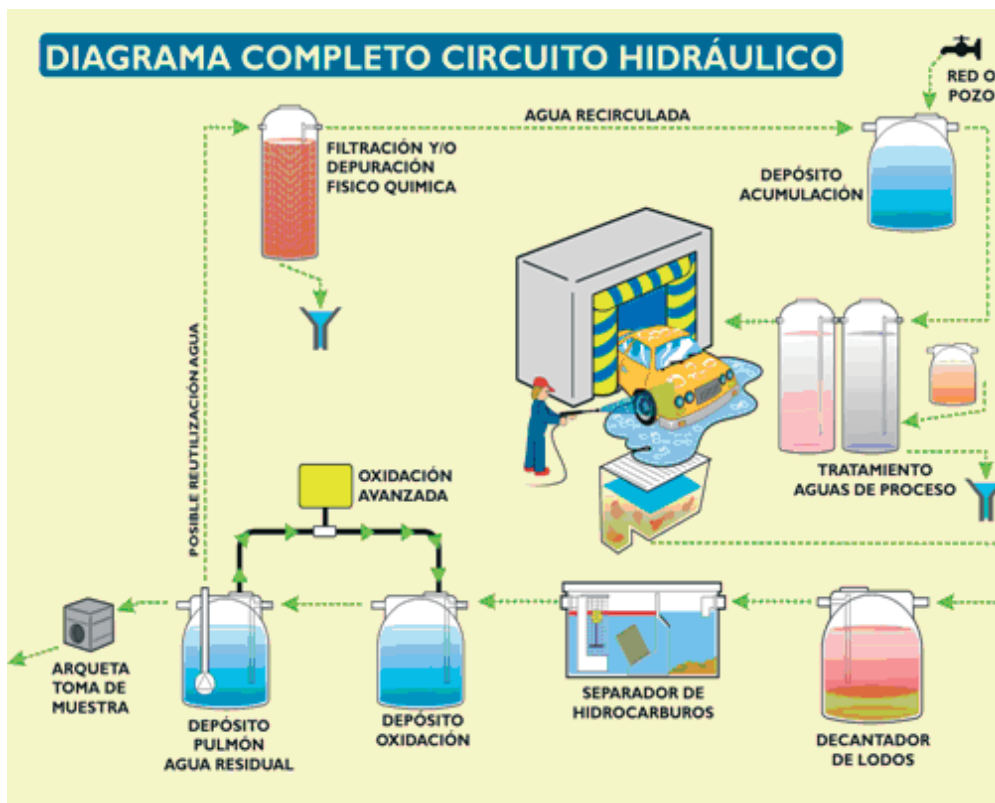 DIAGRAMA COMPLETO CIRCUITO HIDRÁULICO
RED O
POZO
AGUA RECIRCULADA
FILTRACIÓN Y/O
DEPURACIÓN
FISICO QUIMICA
DEPÓSITO
ACUMULACIÓN
POSIBLE REUTILIZACIÓN AGUA
OXIDACIÓN
AVANZADA
TRATAMIENTO
AGUAS DE PROCESO
ARQUETA
TOMA DE
MUESTRA
DEPÓSITO
PULMÓN
AGUA RESIDUAL
DEPÓSITO
OXIDACIÓN
SEPARADOR DE
HIDROCARBUROS
DECANTADOR
DE LODOS